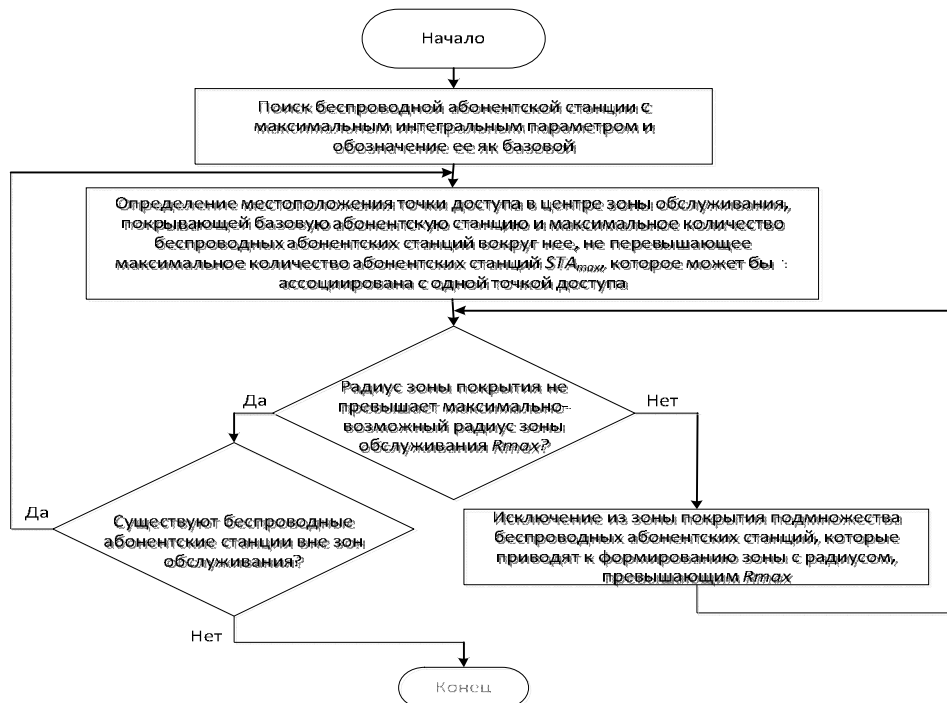 Начало
Поиск беспроводной абонентской станции с
максимальным интегральным параметром и
обозначение ее як базовой
Определение местоположения точки доступа в центре зоны обслуживания,
покрывающей базовую абонентскую станцию и максимальное количество
беспроводных абонентских станций вокруг нее, не перевышающее
максимальное количество абонентских станций которое может бы
ассоциирована с одной точкой доступа
Радиус зоны покрытия не
превышает максимально-
возможный радиус зоны
обслуживания Rmax?
Да
Нет
Да
Существуют беспроводные
абонентские станции вне зон
обслуживания?
Исключение из зоны покрытия подмножества
беспроводных абонентских станций, которые
приводят к формированию зоны с радиусом,
превышающим Rmax
Нет
Конец